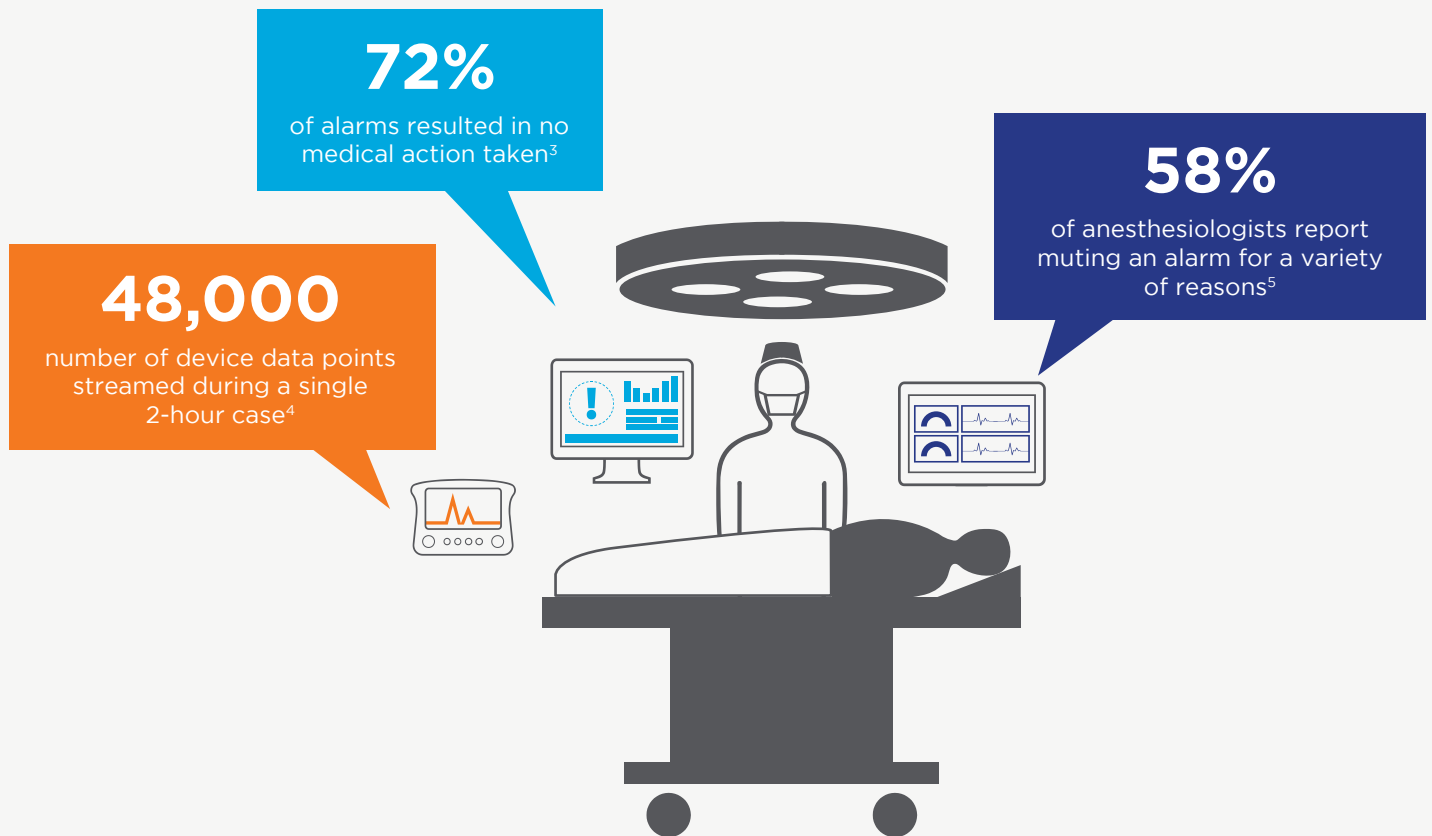 72%
of alarms resulted in no
medical action taken³
58%
of anesthesiologists report
muting an alarm for a variety
of reasons⁵
48,000
number of device data points
streamed during a single
2-hour case⁴
!